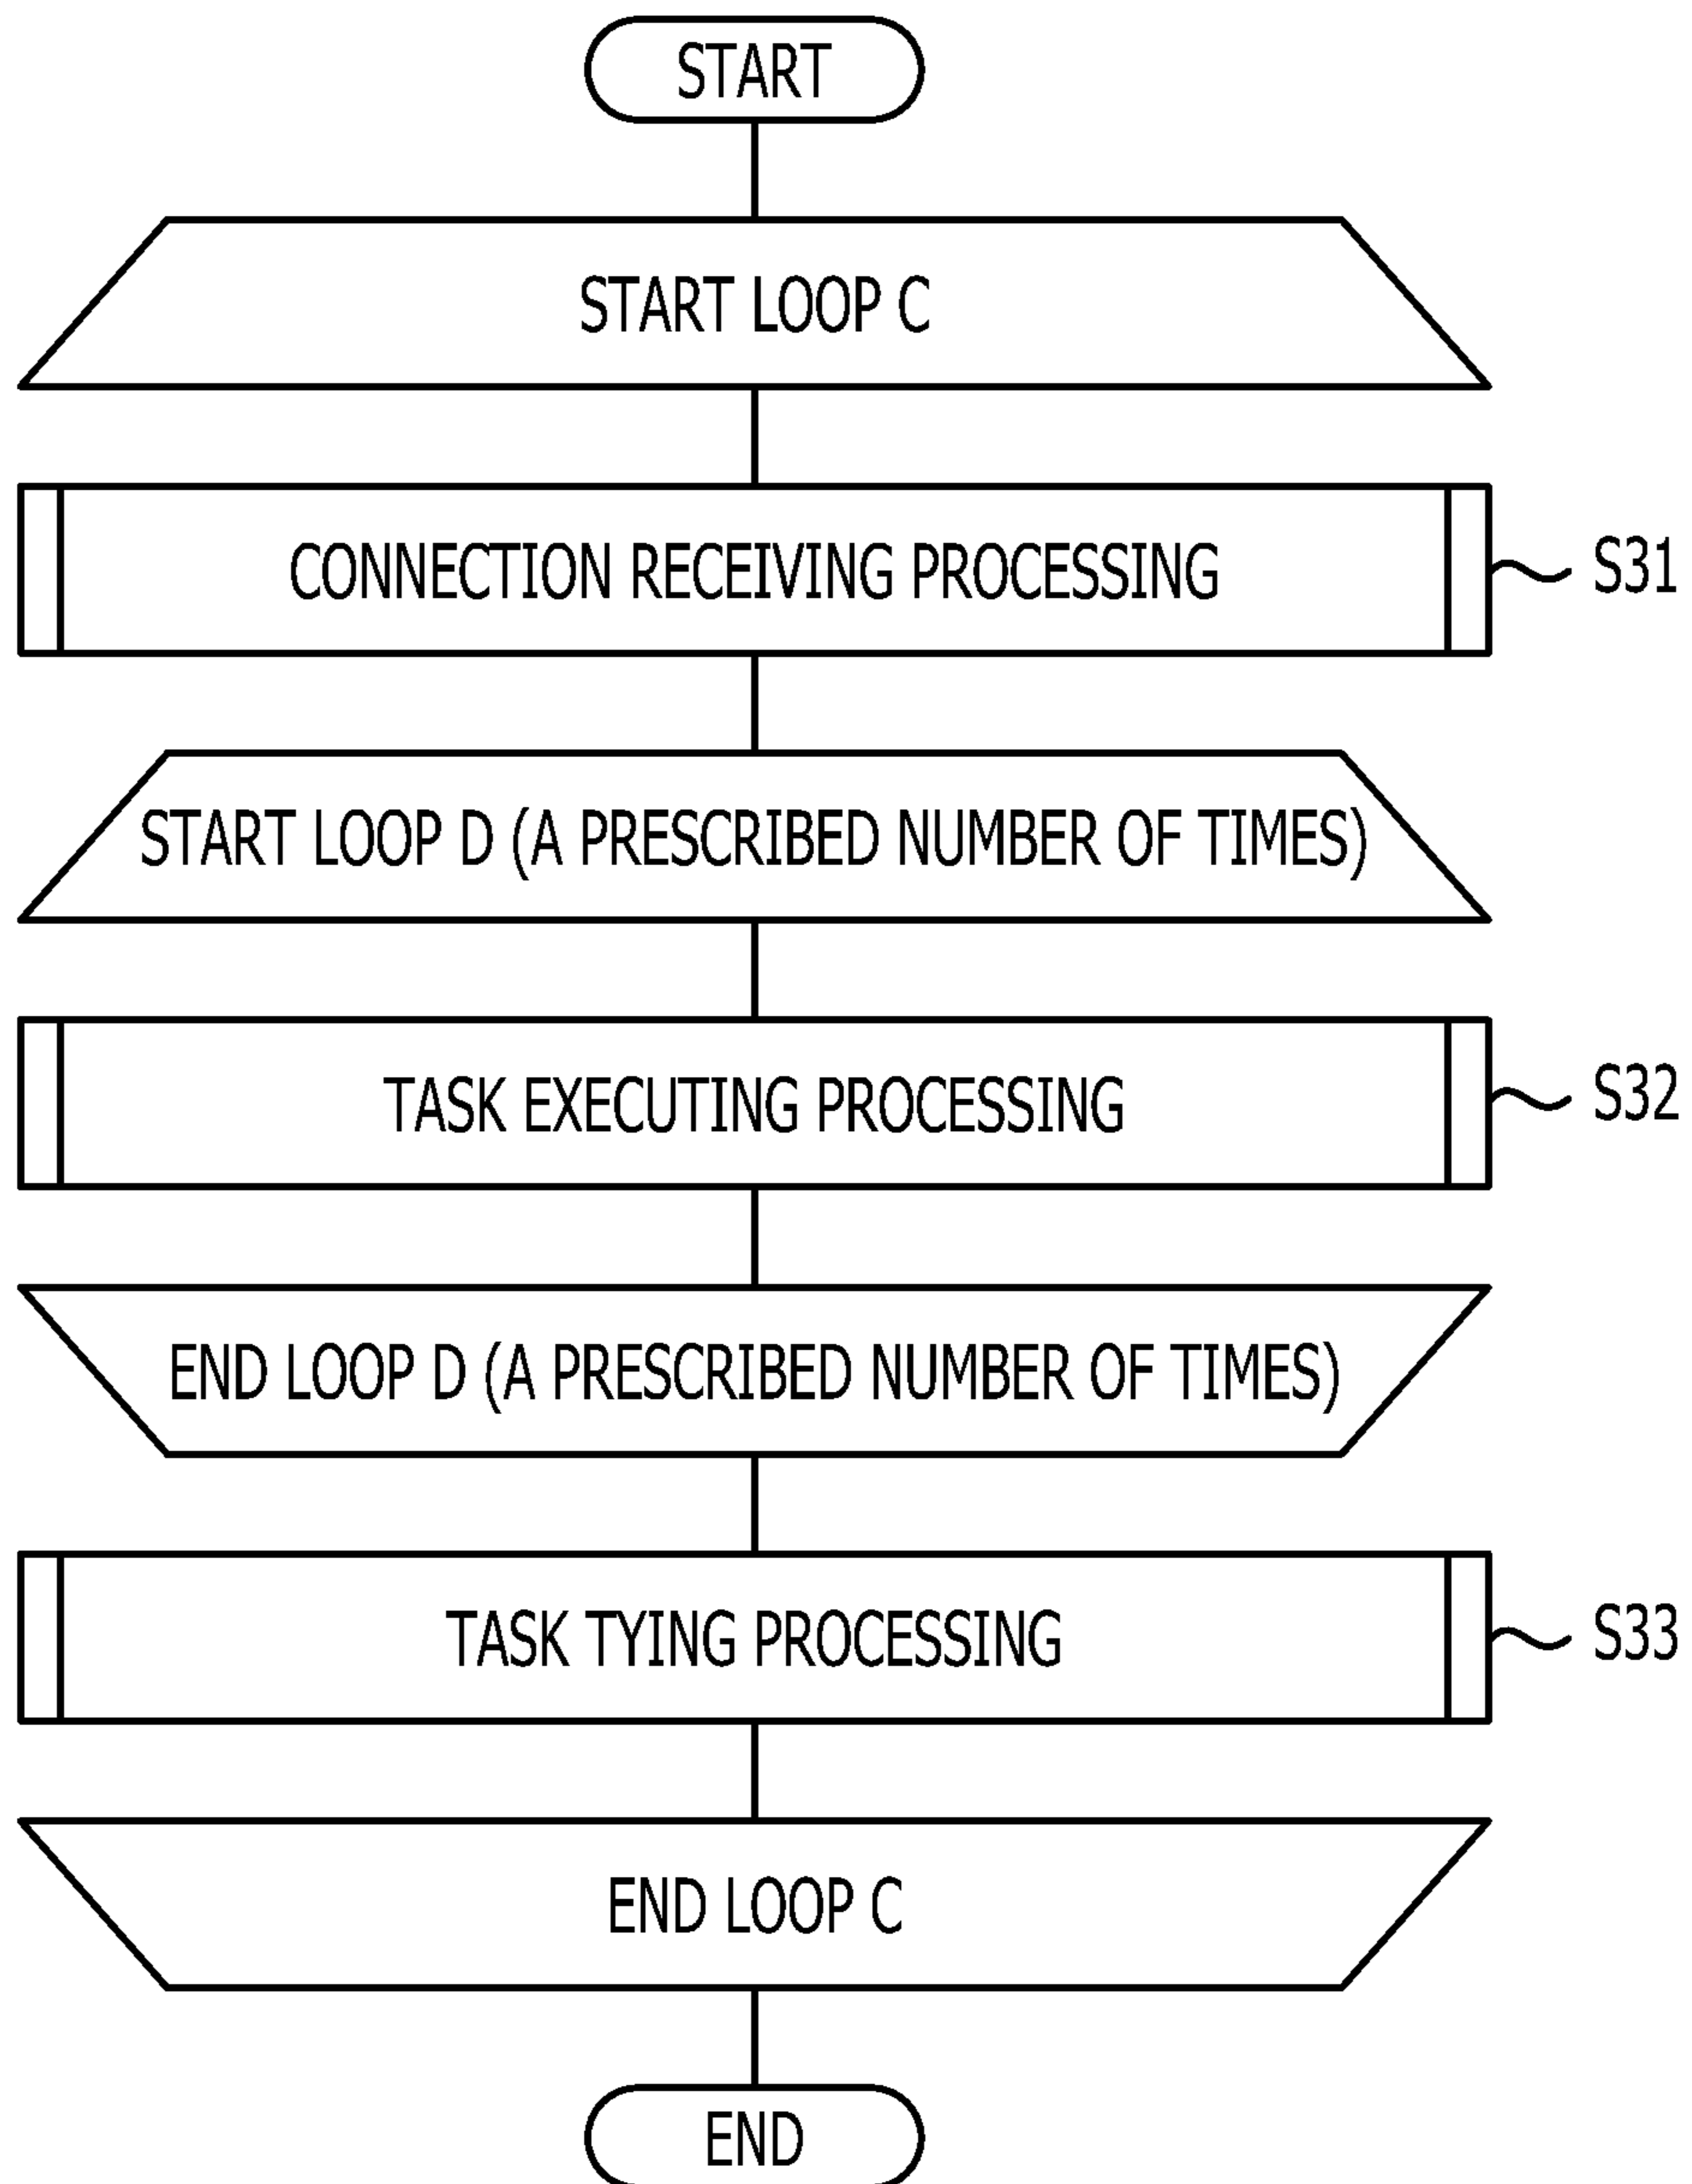 START
START LOOP C
CONNECTION RECEIVING PROCESSING
S31
START LOOP D (A PRESCRIBED NUMBER OF TIMES)
TASK EXECUTING PROCESSING
S32
END LOOP D (A PRESCRIBED NUMBER OF TIMES)
TASK TYING PROCESSING
S33
END LOOP C
END